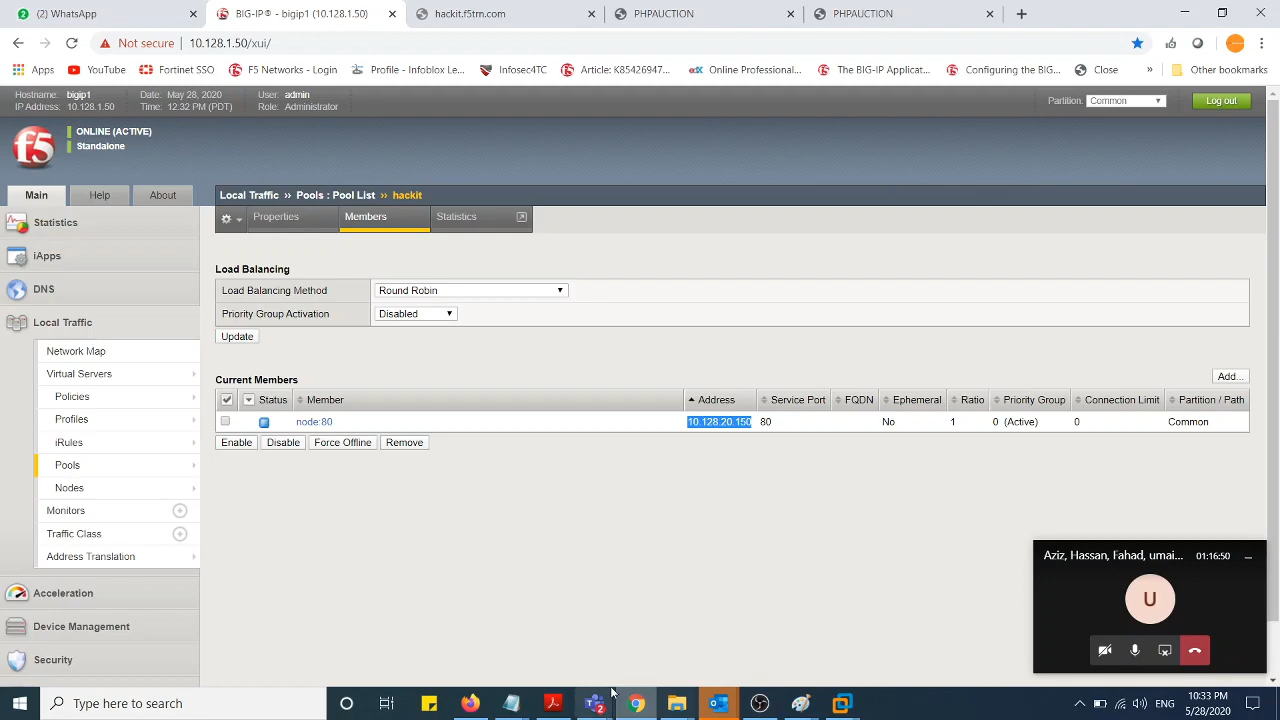 2 WhatsApp
BIG-IP® - bigip1 (10.128.1.50)
hackit.f5tm.com
PHPAUCTION
PHPAUCTION
Not secure 10.128.1.50/xui/
Apps
YouTube
Fortinet SSO
F5 Networks - Login
Profile - Infoblox Le...
Intsec4TC
Article: K85426947...
edX Online Professional...
The BIG-IP Applicat...
Configuring the BIG...
Close
»
Other bookmarks
Hostname: bigip1
IP Address: 10.128.1.50
Date: May 28, 2020
Time: 12:32 PM (PDT)
User: admin
Role: Administrator
Partition: Common
Log out
f5
ONLINE (ACTIVE)
Standalone
Main
Help
About
Local Traffic ›› Pools : Pool List ›› hackit
Properties
Members
Statistics
Statistics
iApps
DNS
Local Traffic
Network Map
Virtual Servers
Policies
Profiles
iRules
Pools
Nodes
Monitors
Traffic Class
Address Translation
Acceleration
Device Management
Security
Load Balancing
Load Balancing Method Round Robin
Priority Group Activation Disabled
Update
Current Members
Add...
Status Member Address Service Port FQDN Ephemeral Ratio Priority Group Connection Limit Partition / Path
node:80 10.128.20.150 80 No 1 0 (Active) 0 Common
Enable Disable Force Offline Remove
Aziz, Hassan, Fahad, umai... 01:16:50
U
Type here to search
10:33 PM
5/28/2020